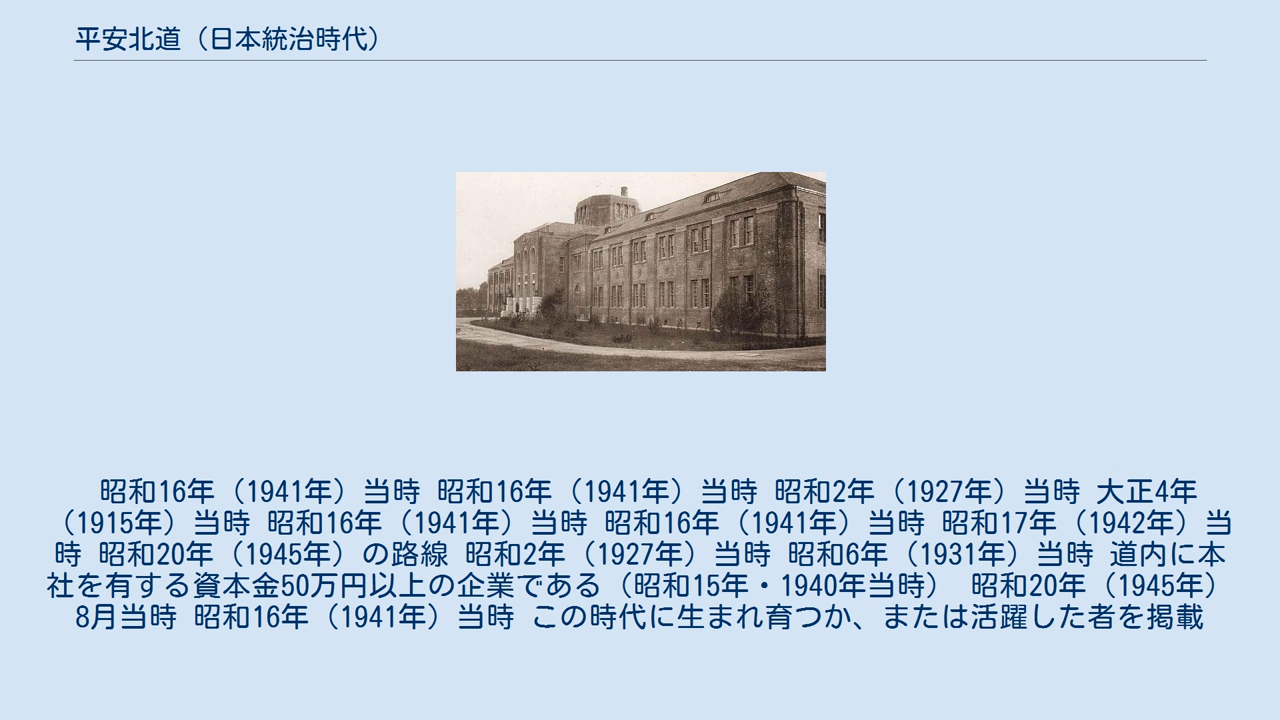 平安北道（日本統治時代）
昭和16年（1941年）当時 昭和16年（1941年）当時 昭和2年（1927年）当時 大正4年
（1915年）当時 昭和16年（1941年）当時 昭和16年（1941年）当時 昭和17年（1942年）当
時 昭和20年（1945年）の路線 昭和2年（1927年）当時 昭和6年（1931年）当時 道内に本
社を有する資本金50万円以上の企業である（昭和15年・1940年当時） 昭和20年（1945年）
8月当時 昭和16年（1941年）当時 この時代に生まれ育つか、または活躍した者を掲載